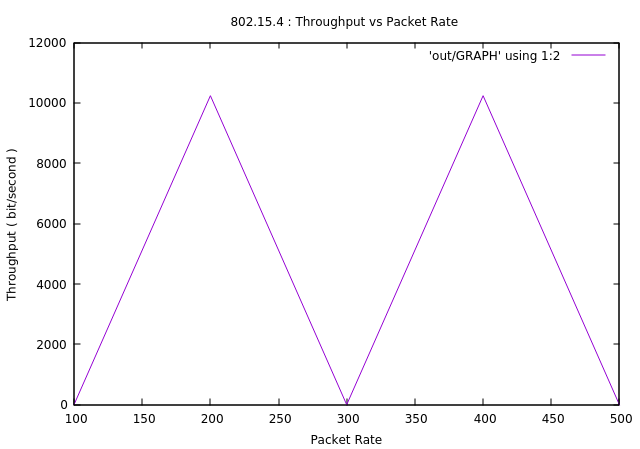 802.15.4 : Throughput vs Packet Rate
12000
'out/GRAPH' using 1:2
10000
8000
6000
4000
2000
0
Throughput ( bit/second )
100 150 200 250 300 350 400 450 500
Packet Rate